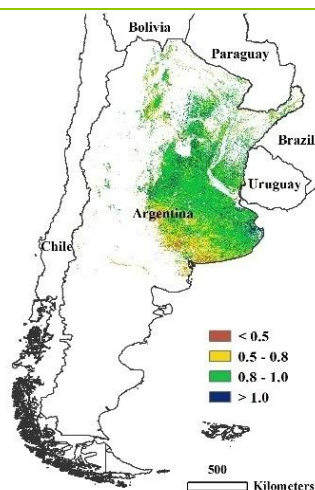 Bolivia
Paraguay
Brazil
Uruguay
Argentina
Chile
< 0.5
0.5 - 0.8
0.8 - 1.0
> 1.0
500
Kilometers